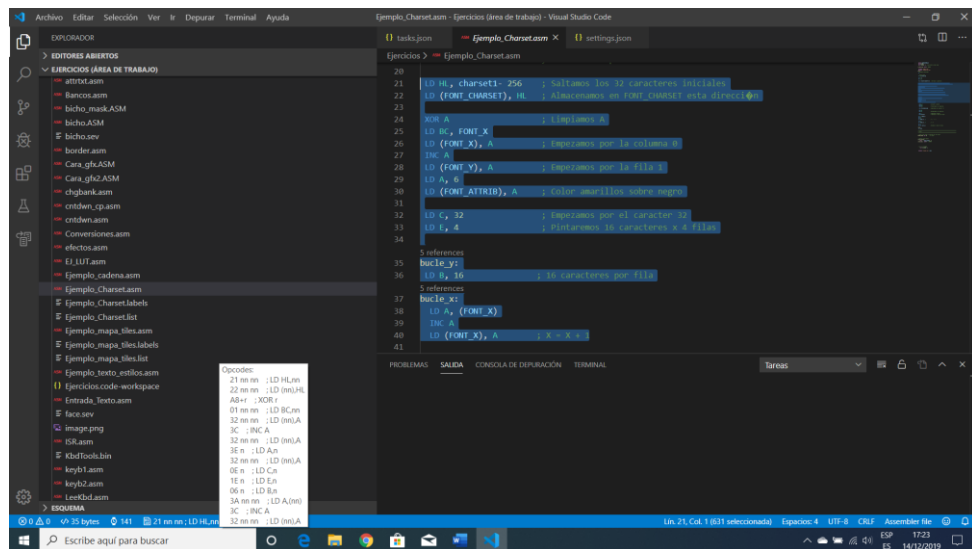 Archivo Editar Selección Ver Ir Depurar Terminal Ayuda
Ejemplo_Charset.asm - Ejercicios (área de trabajo) - Visual Studio Code
EXPLORADOR
EDITORES ABIERTOS
EJERCICIOS (ÁREA DE TRABAJO)
attrtxt.asm
Bancos.asm
bicho_mask.ASM
bicho.ASM
bicho.sev
border.asm
Cara_gfx.ASM
Cara_gfx2.ASM
chgbank.asm
cntdwn_cp.asm
cntdwn.asm
Conversiones.asm
efectos.asm
EJ_LUT.asm
Ejemplo_cadena.asm
Ejemplo_Charset.asm
Ejemplo_Charset.labels
Ejemplo_Charset.list
Ejemplo_mapa_tiles.asm
Ejemplo_mapa_tiles.labels
Ejemplo_mapa_tiles.list
Ejemplo_texto_estilos.asm
Ejercicios.code-workspace
Entrada_Texto.asm
face.sev
image.png
ISR.asm
KbdTools.bin
keyb1.asm
keyb2.asm
LeeKbd.asm
ESQUEMA
Opcodes:
21 nn nn ; LD HL,nn
22 nn nn ; LD (nn),HL
A8+r ; XOR r
01 nn nn ; LD BC,nn
32 nn nn ; LD (nn),A
3C ; INC A
32 nn nn ; LD (nn),A
3E n ; LD A,n
32 nn nn ; LD (nn),A
0E n ; LD C,n
1E n ; LD E,n
06 n ; LD B,n
3A nn nn ; LD A,(nn)
3C ; INC A
32 nn nn ; LD (nn),A
{} tasks.json Ejemplo_Charset.asm × {} settings.json
Ejercicios > Ejemplo_Charset.asm
20
21 LD HL, charset1- 256 ; Saltamos los 32 caracteres iniciales
22 LD (FONT_CHARSET), HL ; Almacenamos en FONT_CHARSET esta direcci�n
23
24 XOR A ; Limpiamos A
25 LD BC, FONT_X
26 LD (FONT_X), A ; Empezamos por la columna 0
27 INC A
28 LD (FONT_Y), A ; Empezamos por la fila 1
29 LD A, 6
30 LD (FONT_ATTRIB), A ; Color amarillos sobre negro
31
32 LD C, 32 ; Empezamos por el caracter 32
33 LD E, 4 ; Pintaremos 16 caracteres x 4 filas
34
5 references
35 bucle_y:
36 LD B, 16 ; 16 caracteres por fila
5 references
37 bucle_x:
38 LD A, (FONT_X)
39 INC A
40 LD (FONT_X), A ; X = X + 1
41
PROBLEMAS SALIDA CONSOLA DE DEPURACIÓN TERMINAL
Tareas
0 0 35 bytes 141 21 nn nn ; LD HL,nn
Lín. 21, Col. 1 (631 seleccionada) Espacios: 4 UTF-8 CRLF Assembler file
Escribe aquí para buscar
ESP
ES
17:23
14/12/2019